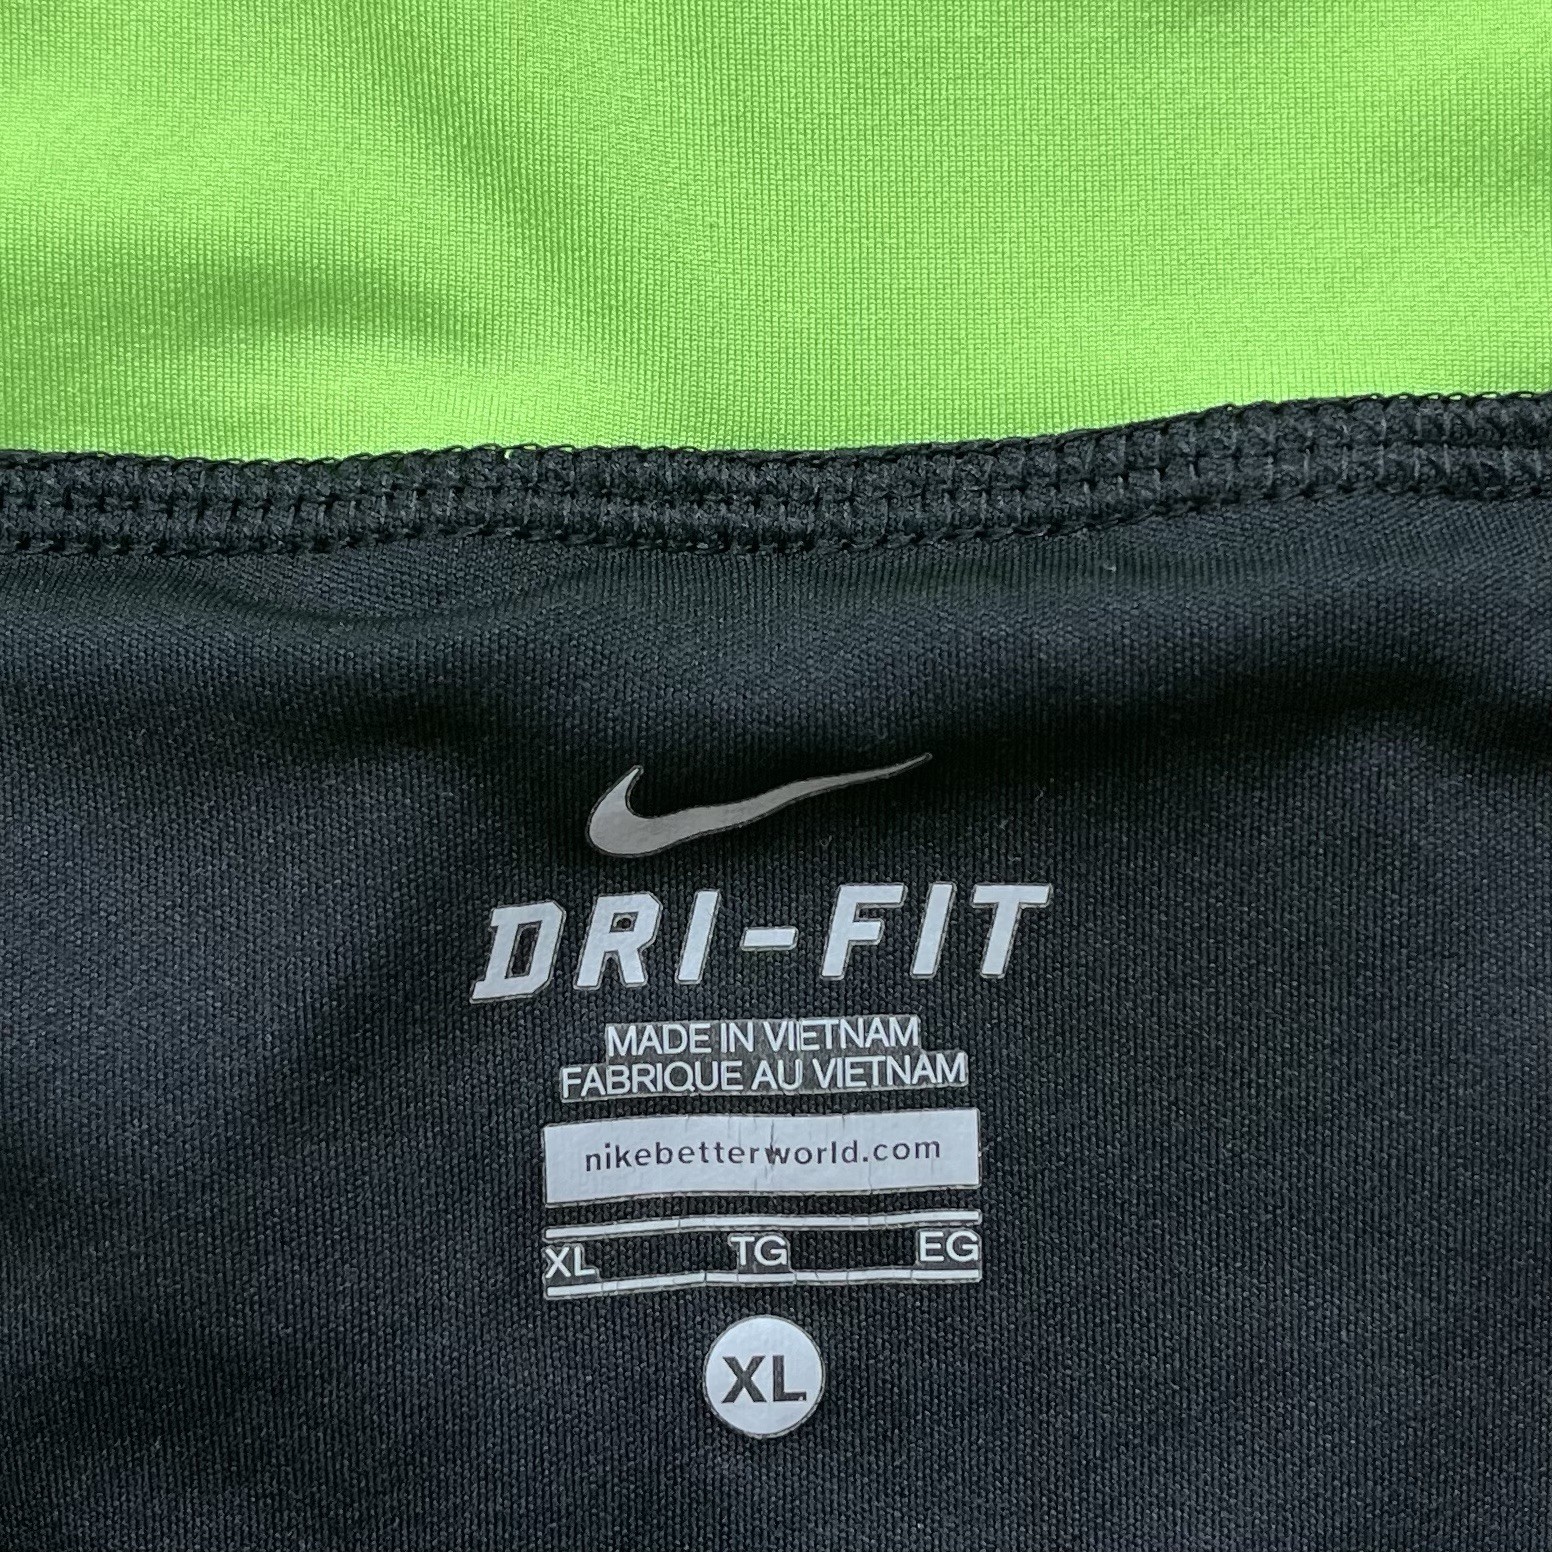 DRI-FIT
MADE IN VIETNAM
FABRIQUE AU VIETNAM
nikebetterworld.com
XL TG EG
XL